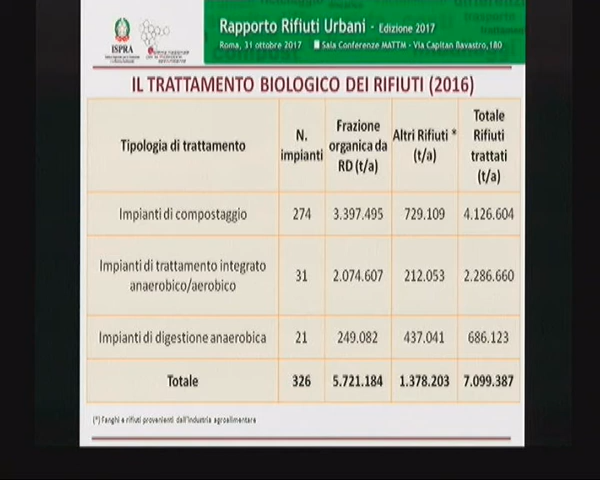 Rapporto Rifiuti Urbani - Edizione 2017
Roma, 31 ottobre 2017 Sala Conferenze MATTM - Via Capitan Bavastro,180
ISPRA
IL TRATTAMENTO BIOLOGICO DEI RIFIUTI (2016)
Tipologia di trattamento N. impianti Frazione organica da RD (t/a) Altri Rifiuti * (t/a) Totale Rifiuti trattati (t/a)
Impianti di compostaggio 274 3.397.495 729.109 4.126.604
Impianti di trattamento integrato anaerobico/aerobico 31 2.074.607 212.053 2.286.660
Impianti di digestione anaerobica 21 249.082 437.041 686.123
Totale 326 5.721.184 1.378.203 7.099.387
(*) Fanghi e rifiuti provenienti dall'industria agroalimentare